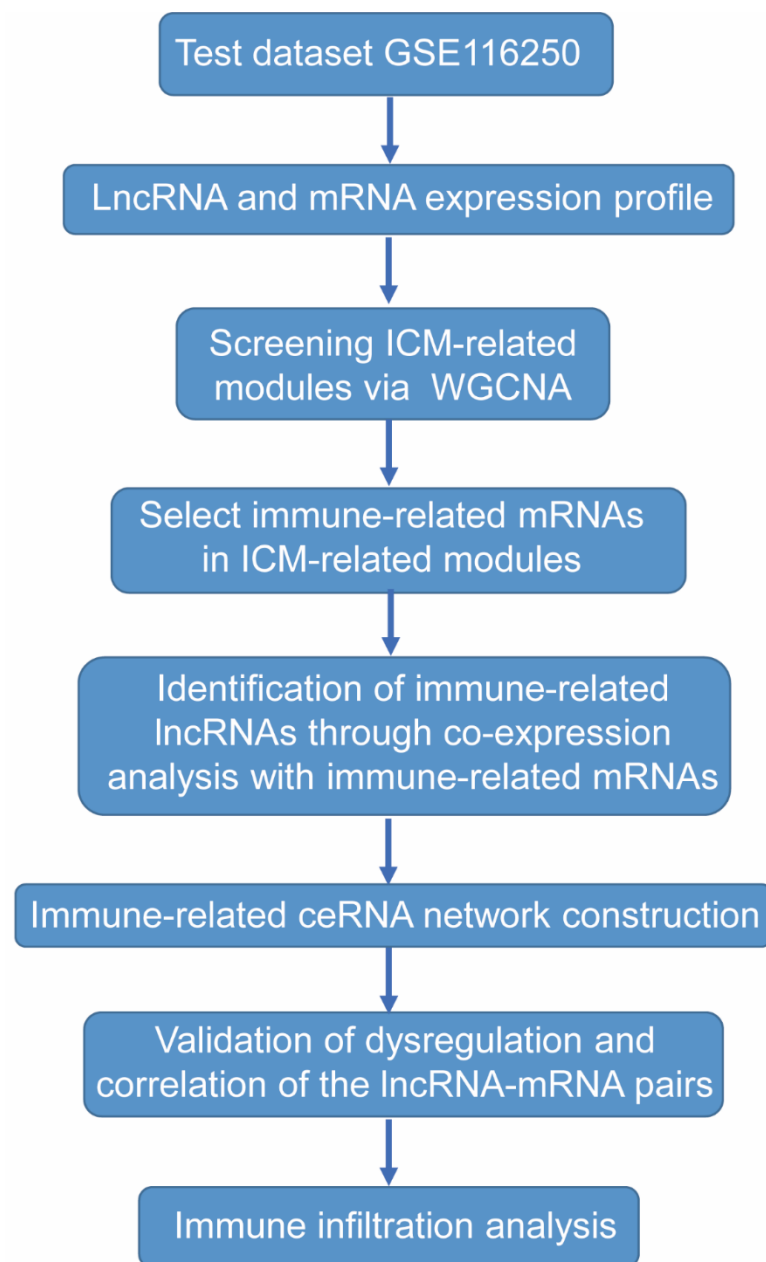 Test dataset GSE116250
LncRNA and mRNA expression profile
Screening ICM-related
modules via  WGCNA
Select immune-related mRNAs
in ICM-related modules
Identification of immune-related
lncRNAs through co-expression
analysis with immune-related mRNAs
Immune-related ceRNA network construction
Validation of dysregulation and
correlation of the lncRNA-mRNA pairs
Immune infiltration analysis